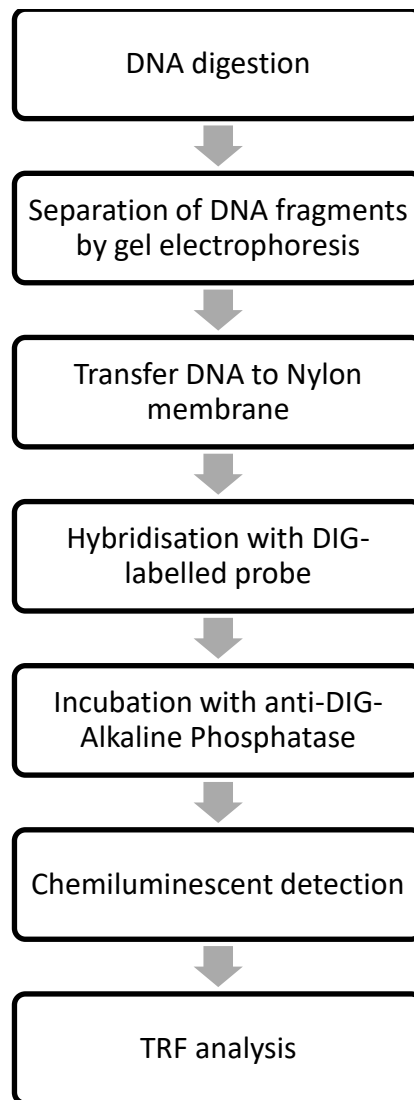 DNA digestion
Separation of DNA fragments
by gel electrophoresis
Transfer DNA to Nylon
membrane
Hybridisation with DIG-
labelled probe
Incubation with anti-DIG-
Alkaline Phosphatase
Chemiluminescent detection
TRF analysis